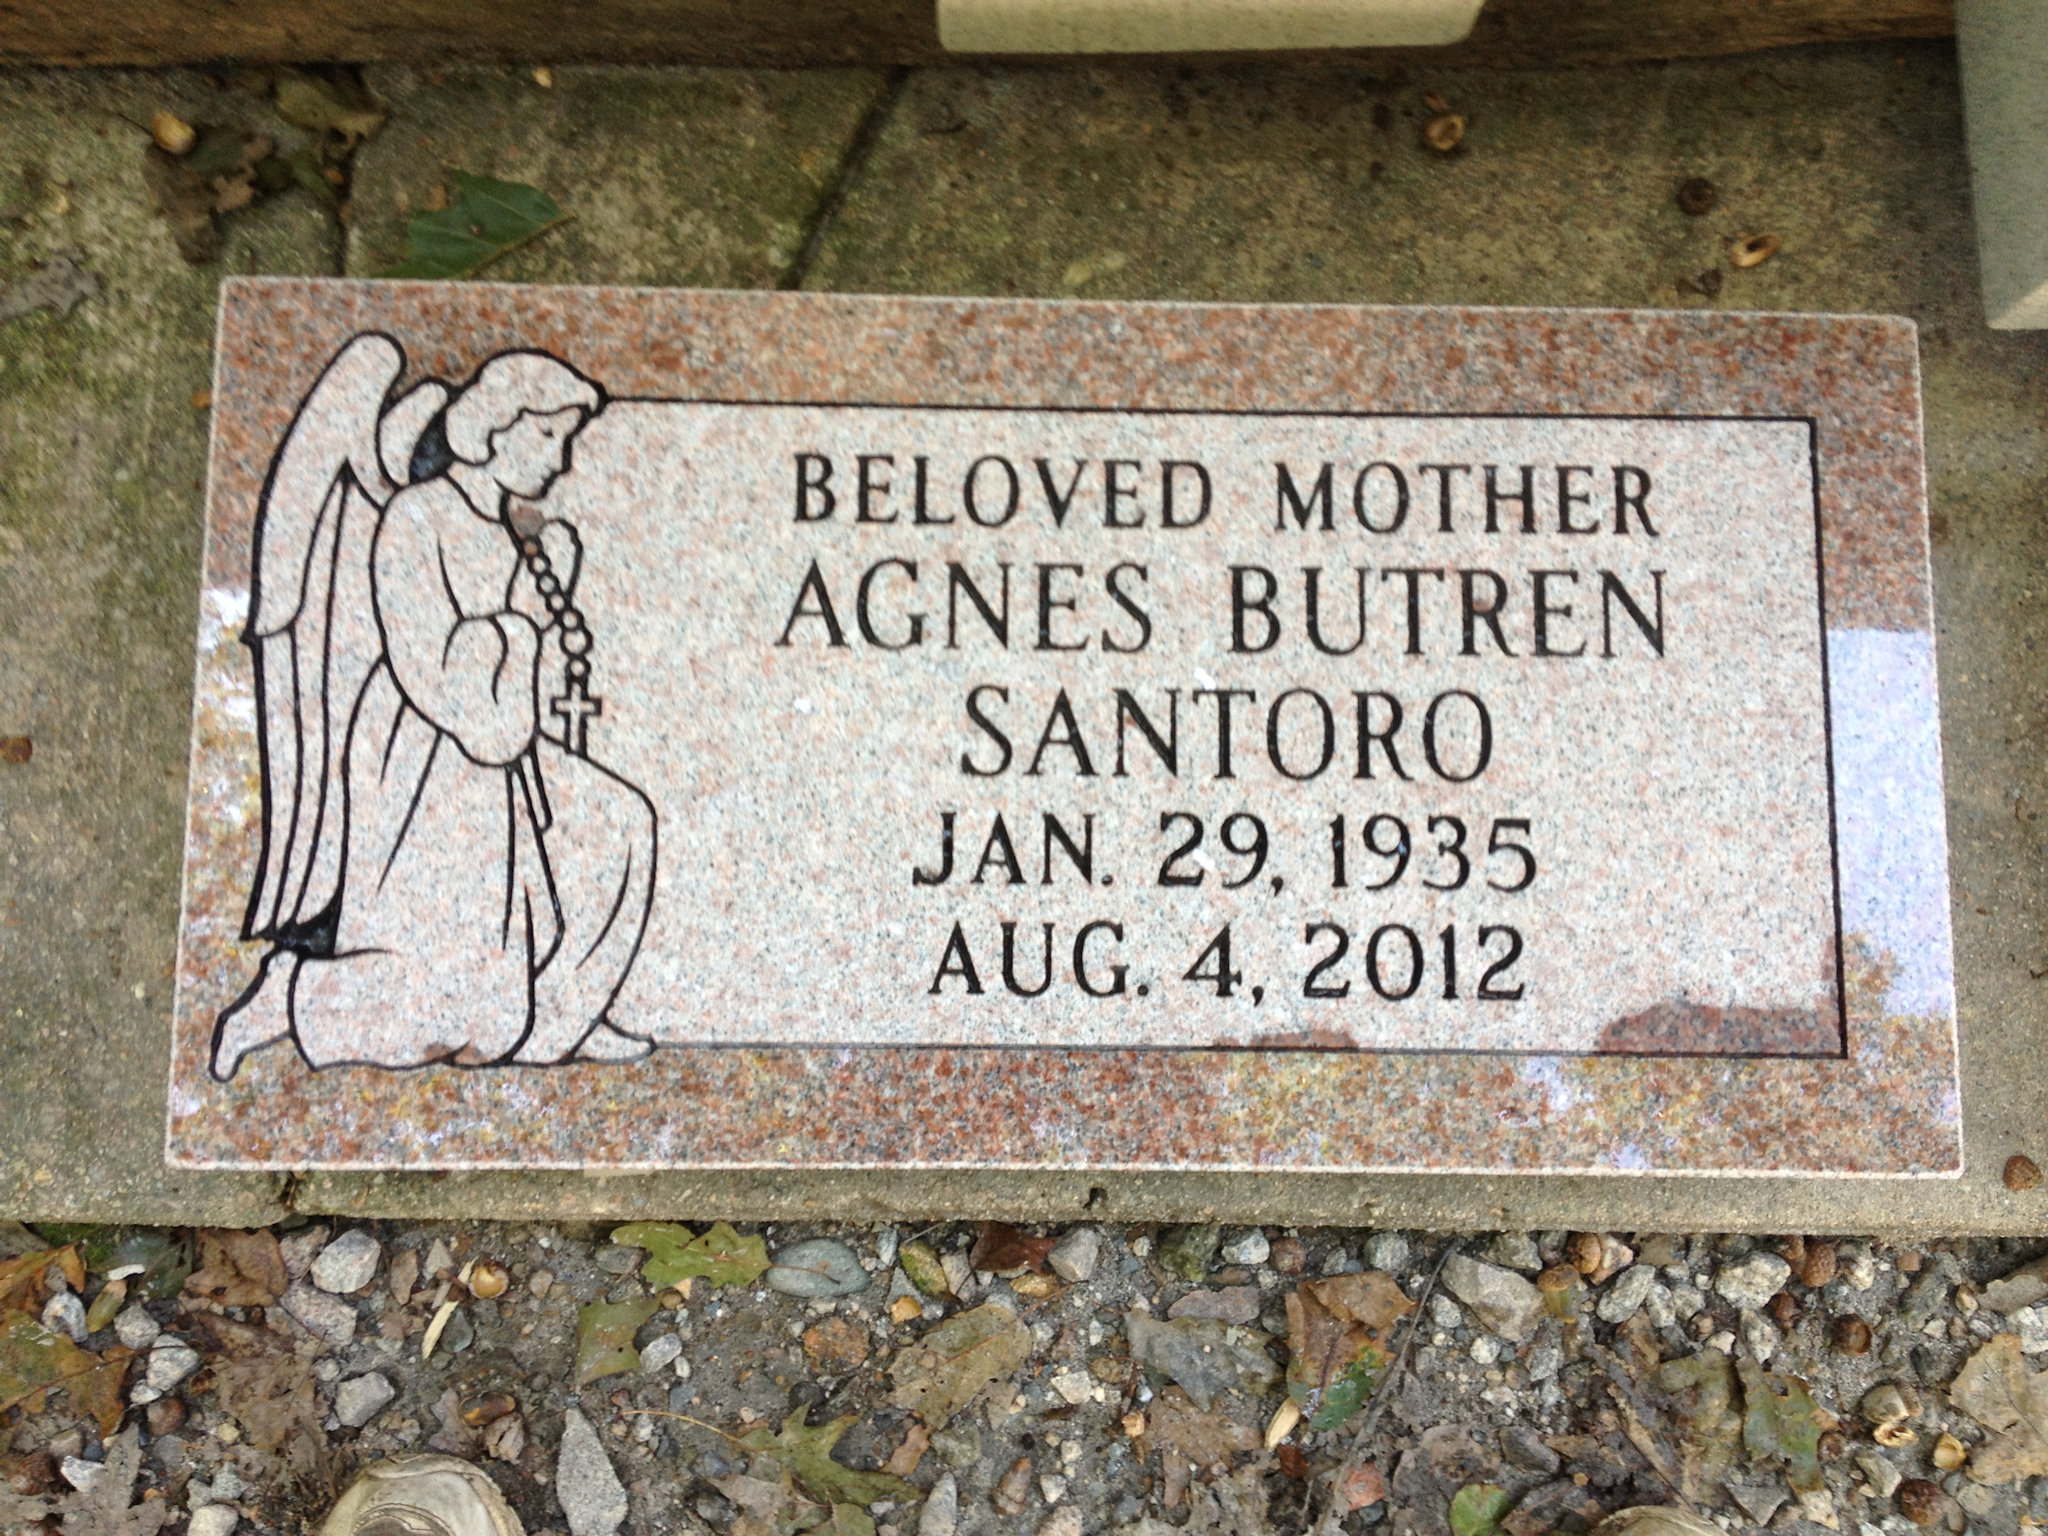 BELOVED MOTHER
AGNES BUTREN
SANTORO
JAN. 29, 1935
AUG. 4, 2012